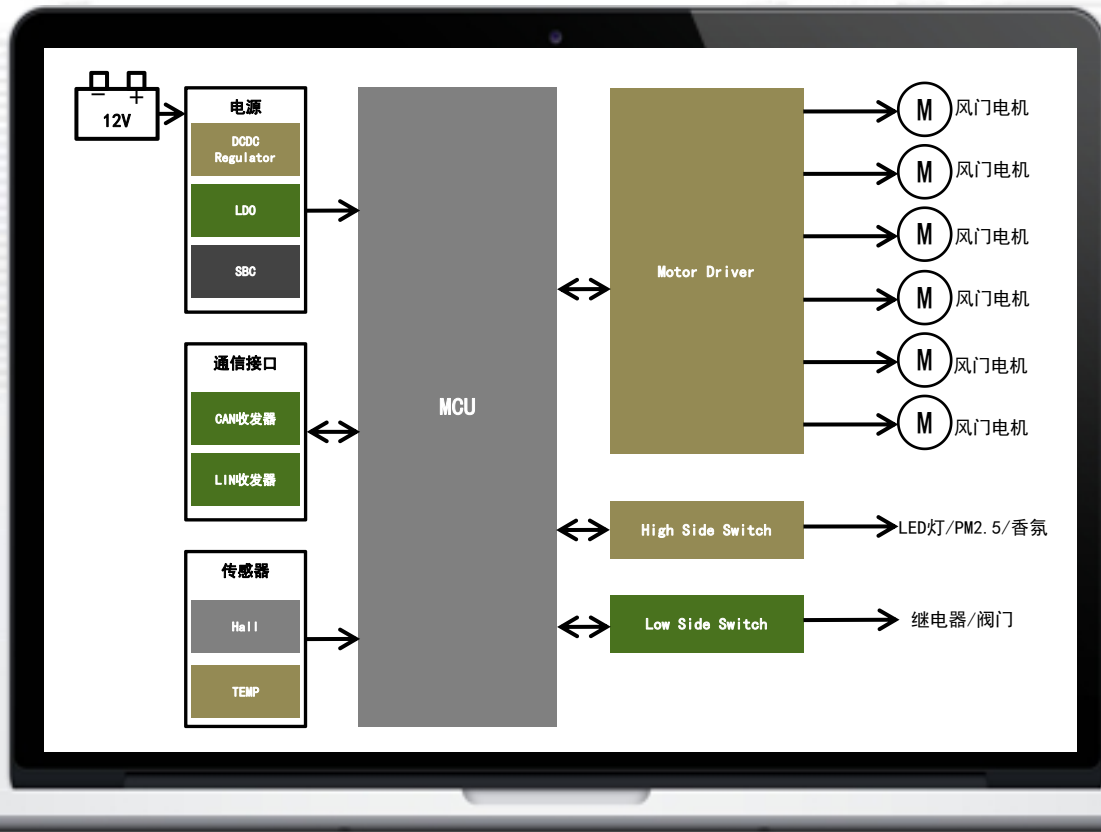 12V
电源
DCDC
Regulator
LDO
SBC
通信接口
CAN收发器
LIN收发器
传感器
Hall
TEMP
MCU
Motor Driver
High Side Switch
Low Side Switch
M
风门电机
M
风门电机
M
风门电机
M
风门电机
M
风门电机
M
风门电机
LED灯/PM2.5/香氛
继电器/阀门